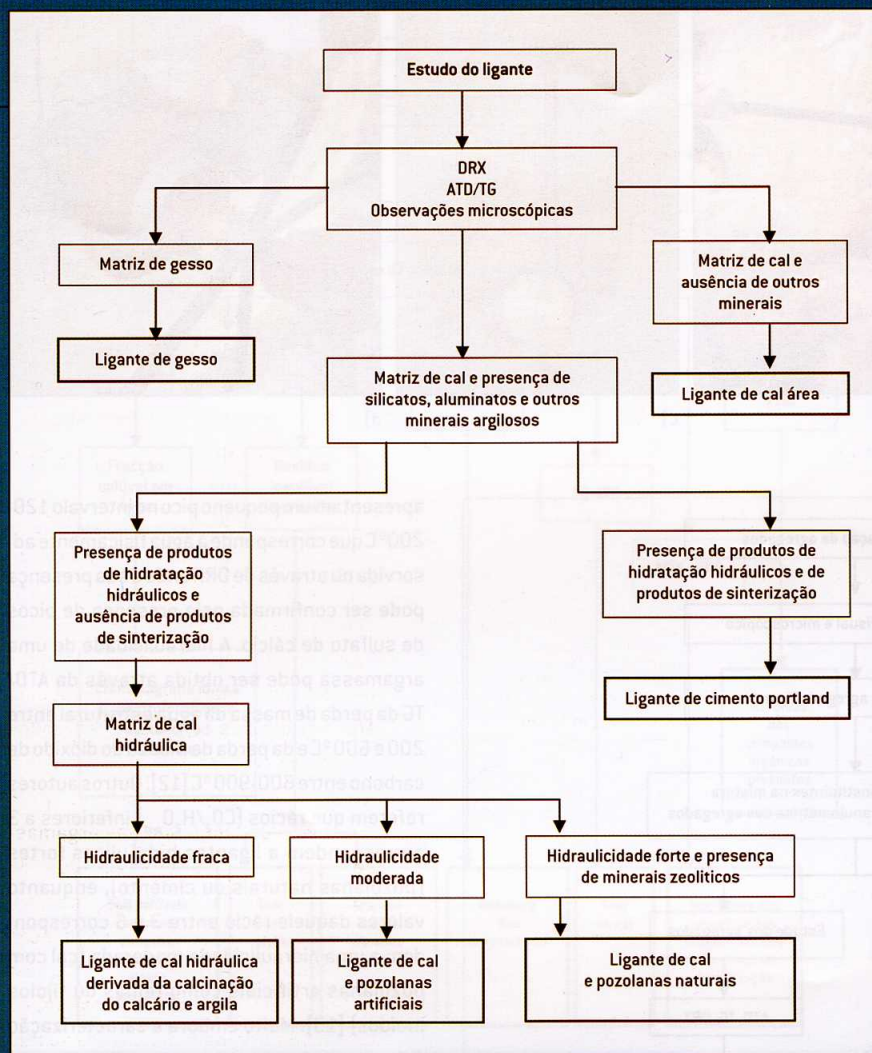 Estudo do ligante
DRX
ATD/TG
Observações microscópicas
Matriz de gesso
Matriz de cal e
ausência de outros
minerais
Ligante de gesso
Matriz de cal e presença de
silicatos, aluminatos e outros
minerais argilosos
Ligante de cal área
Presença de produtos
de hidratação
hidráulicos e
ausência de produtos
de sinterização
Presença de produtos de
hidratação hidráulicos e de
produtos de sinterização
Ligante de cimento portland
Matriz de cal
hidráulica
Hidraulicidade fraca
Hidraulicidade
moderada
Hidraulicidade forte e presença
de minerais zeolíticos
Ligante de cal hidráulica
derivada da calcinação
do calcário e argila
Ligante de cal
e pozolanas
artificiais
Ligante de cal
e pozolanas naturais